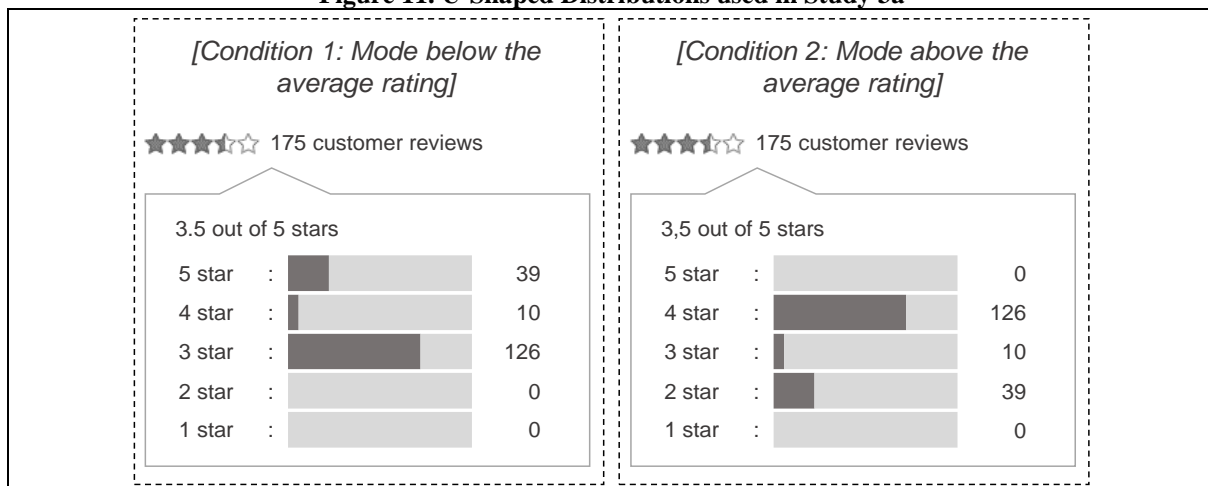 Figure 11: U-Shaped Distributions used in Study 3a
[Condition 1: Mode below the
average rating]
175 customer reviews
3.5 out of 5 stars
5 star : 39
4 star : 10
3 star : 126
2 star : 0
1 star : 0
[Condition 2: Mode above the
average rating]
175 customer reviews
3,5 out of 5 stars
5 star : 0
4 star : 126
3 star : 10
2 star : 39
1 star : 0